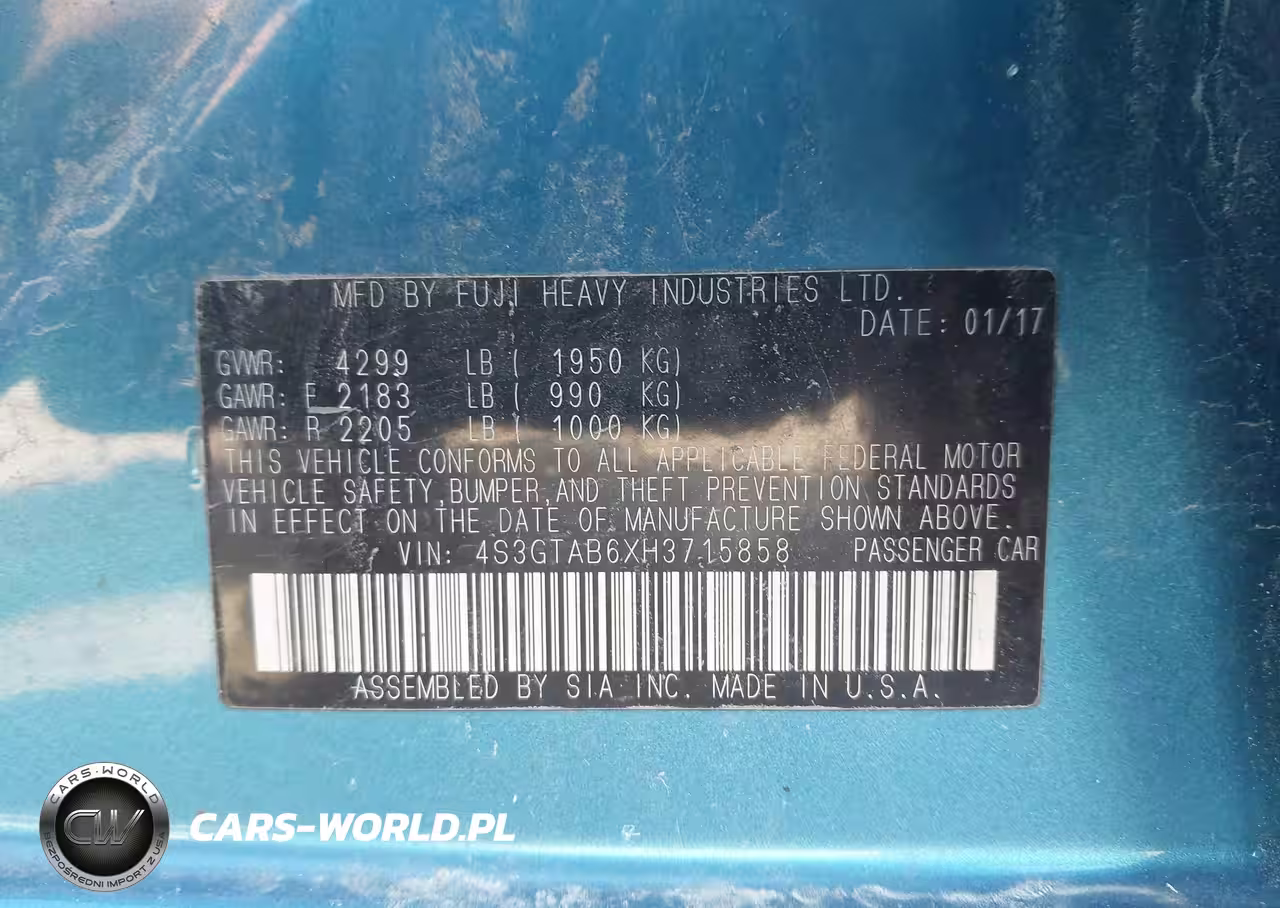 MFD BY FUJI HEAVY INDUSTRIES LTD.
DATE: 01/17
GVWR: 4299 LB ( 1950 KG)
GAWR: F 2183 LB ( 990 KG)
GAWR: R 2205 LB ( 1000 KG)
THIS VEHICLE CONFORMS TO ALL APPLICABLE FEDERAL MOTOR
VEHICLE SAFETY, BUMPER, AND THEFT PREVENTION STANDARDS
IN EFFECT ON THE DATE OF MANUFACTURE SHOWN ABOVE.
VIN: 4S3GTAB6XH3715858 PASSENGER CAR
ASSEMBLED BY SIA INC. MADE IN U.S.A.
CARS-WORLD
CW
BEZPOŚREDNI IMPORT Z USA
CARS-WORLD.PL